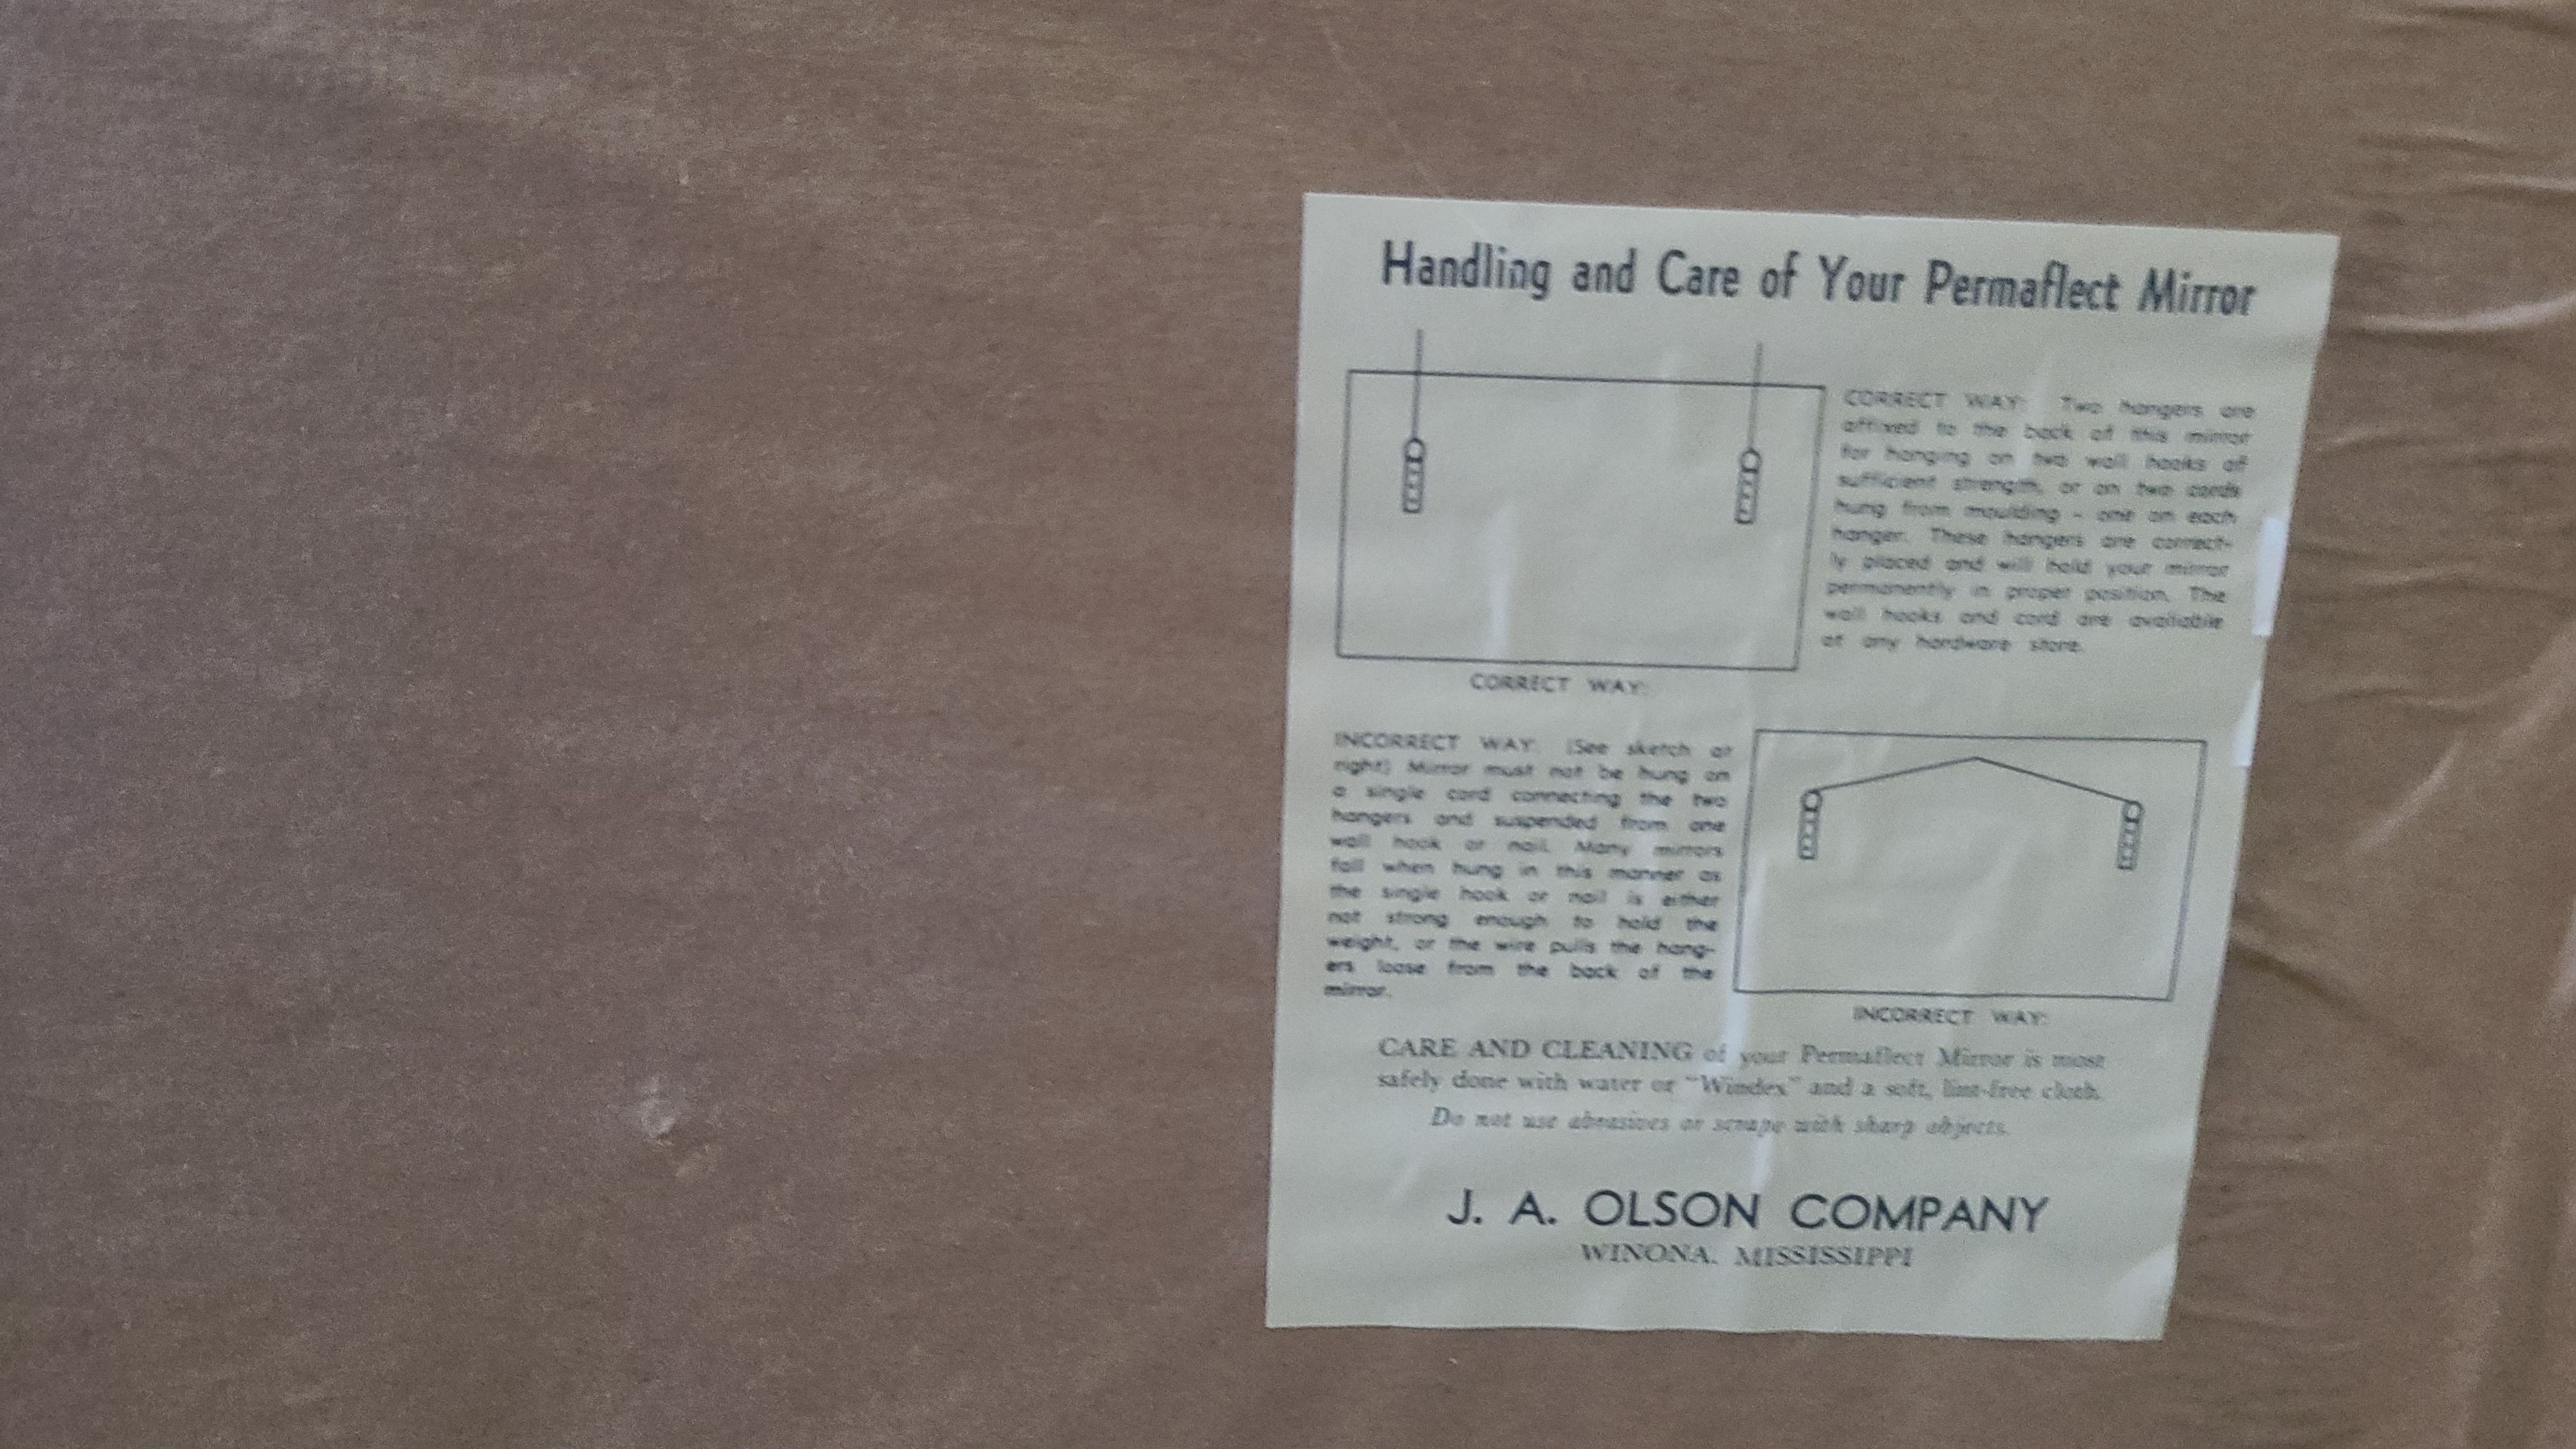 Handling and Care of Your Permaflect Mirror
CORRECT WAY: Two hangers are
affixed to the back of this mirror
for hanging on two wall hooks of
sufficient strength, or on two cords
hung from moulding - one on each
hanger. These hangers are correct-
ly placed and will hold your mirror
permanently in proper position. The
wall hooks and cord are available
at any hardware store.
CORRECT WAY:
INCORRECT WAY: (See sketch at
right) Mirror must not be hung on
a single cord connecting the two
hangers and suspended from one
wall hook or nail. Many mirrors
fall when hung in this manner as
the single hook or nail is either
not strong enough to hold the
weight, or the wire pulls the hang-
ers loose from the back of the
mirror.
INCORRECT WAY:
CARE AND CLEANING of your Permaflect Mirror is most
safely done with water or "Windex" and a soft, lint-free cloth.
Do not use abrasives or scrape with sharp objects.
J. A. OLSON COMPANY
WINONA, MISSISSIPPI